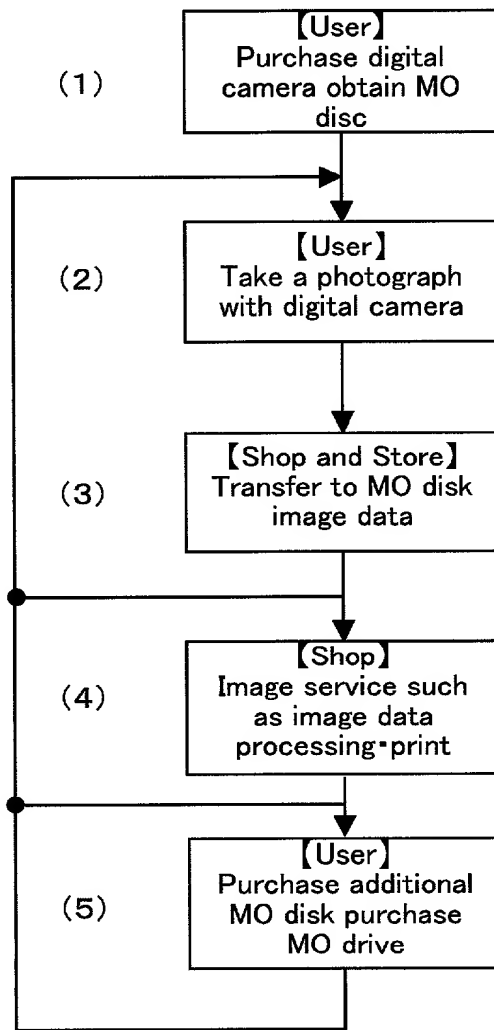 【User】
Purchase digital
camera obtain MO
disc
(1)
【User】
Take a photograph
with digital camera
(2)
【Shop and Store】
Transfer to MO disk
image data
(3)
【Shop】
Image service such
as image data
processing・print
(4)
【User】
Purchase additional
MO disk purchase
MO drive
(5)